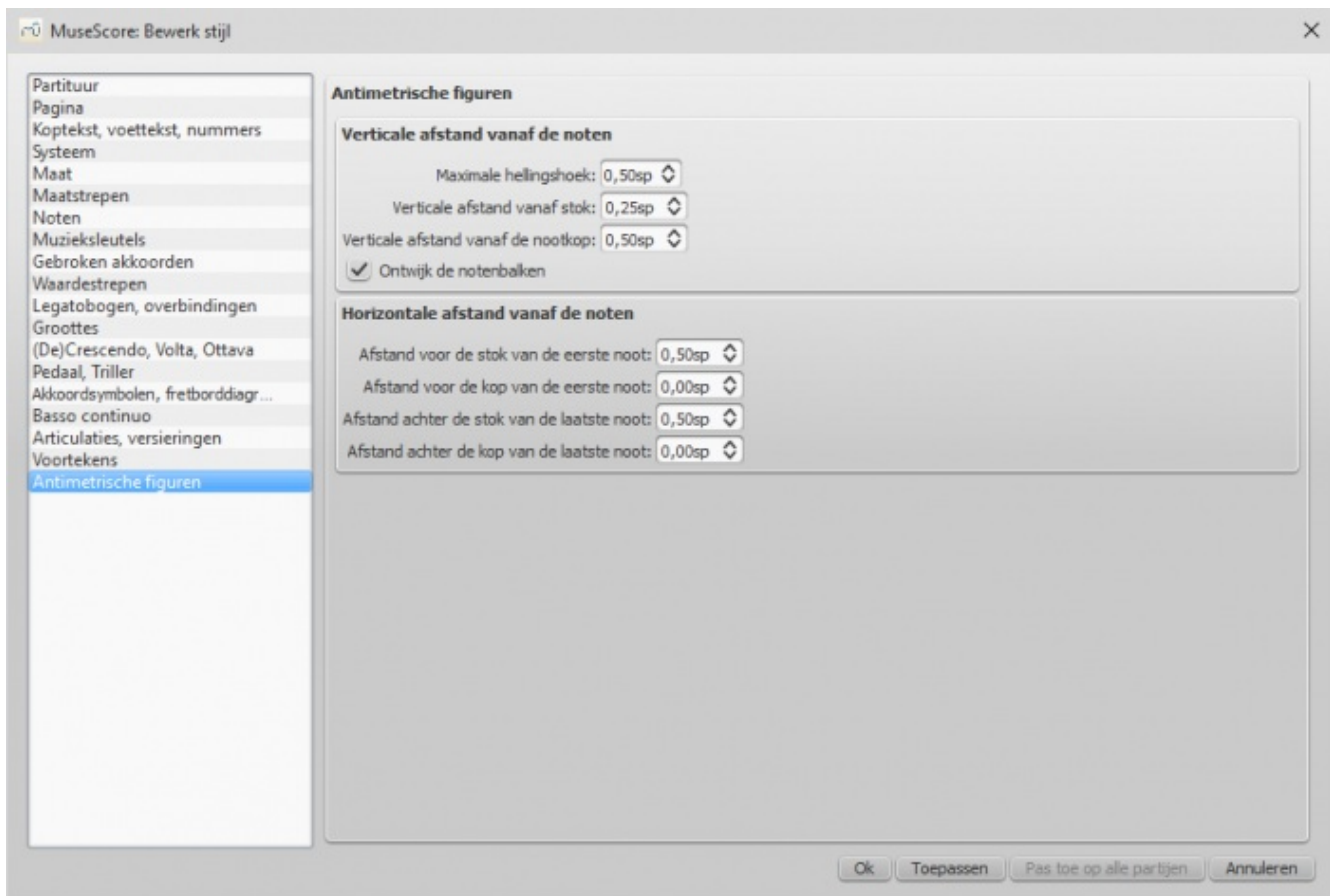 MuseScore: Bewerk stijl
Partituur
Pagina
Koptekst, voettekst, nummers
Systeem
Maat
Maatstrepen
Noten
Muzieksleutels
Gebroken akkoorden
Waardestrepen
Legatobogen, overbindingen
Groottes
(De)Crescendo, Volta, Ottava
Pedaal, Triller
Akkoordsymbolen, fretborddiagr...
Basso continuo
Articulaties, versieringen
Voortekens
Antimetrische figuren
Antimetrische figuren
Verticale afstand vanaf de noten
Maximale hellingshoek: 0,50sp
Verticale afstand vanaf stok: 0,25sp
Verticale afstand vanaf de nootkop: 0,50sp
Ontwijk de notenbalken
Horizontale afstand vanaf de noten
Afstand voor de stok van de eerste noot: 0,50sp
Afstand voor de kop van de eerste noot: 0,00sp
Afstand achter de stok van de laatste noot: 0,50sp
Afstand achter de kop van de laatste noot: 0,00sp
Ok Toepassen Pas toe op alle partijen Annuleren